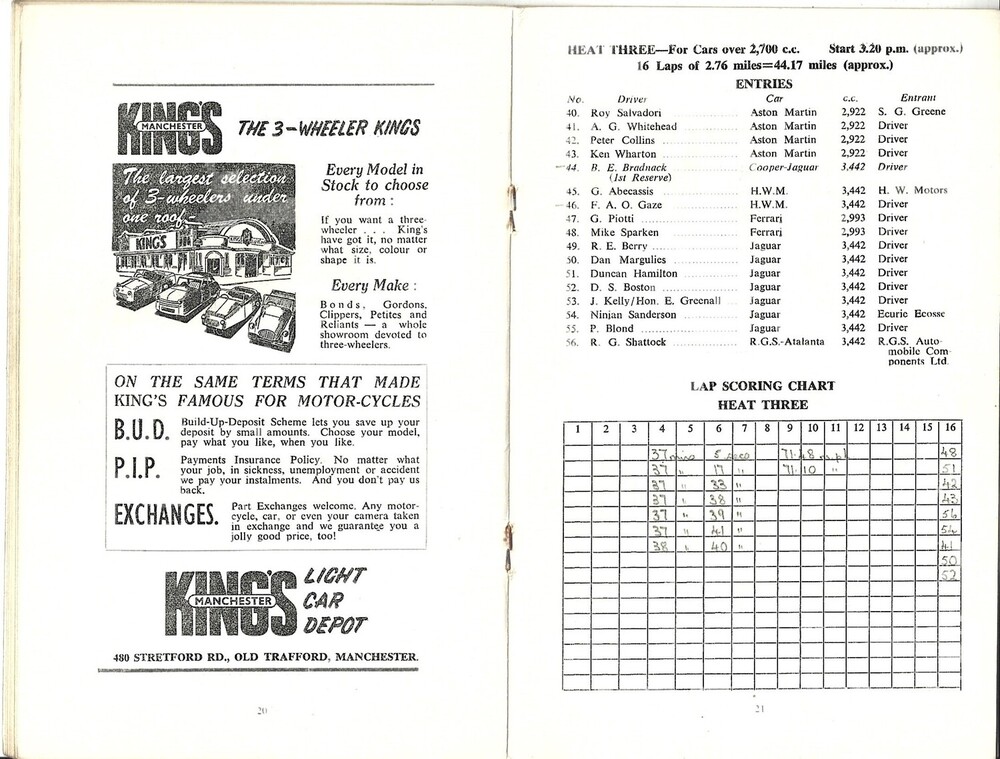 KING'S
MANCHESTER
THE 3-WHEELER KINGS
The largest selection
of 3-wheelers under
one roof-
KING'S
Every Model in
Stock to choose
from :
If you want a three-
wheeler . . . King's
have got it, no matter
what size, colour or
shape it is.
Every Make :
Bonds, Gordons,
Clippers, Petites and
Reliants — a whole
showroom devoted to
three-wheelers.
ON THE SAME TERMS THAT MADE
KING'S FAMOUS FOR MOTOR-CYCLES
B.U.D. Build-Up-Deposit Scheme lets you save up your
deposit by small amounts. Choose your model,
pay what you like, when you like.
P.I.P. Payments Insurance Policy. No matter what
your job, in sickness, unemployment or accident
we pay your instalments. And you don't pay us
back.
EXCHANGES. Part Exchanges welcome. Any motor-
cycle, car, or even your camera taken
in exchange and we guarantee you a
jolly good price, too!
KING'S
MANCHESTER
LIGHT
CAR
DEPOT
480 STRETFORD RD., OLD TRAFFORD, MANCHESTER.
20
HEAT THREE—For Cars over 2,700 c.c. Start 3.20 p.m. (approx.)
16 Laps of 2.76 miles=44.17 miles (approx.)
ENTRIES
No. Driver Car c.c. Entrant
40. Roy Salvadori Aston Martin 2,922 S. G. Greene
41. A. G. Whitehead Aston Martin 2,922 Driver
42. Peter Collins Aston Martin 2,922 Driver
43. Ken Wharton Aston Martin 2,922 Driver
44. B. E. Bradnack Cooper-Jaguar 3,442 Driver
(1st Reserve)
45. G. Abecassis H.W.M. 3,442 H. W. Motors
46. F. A. O. Gaze H.W.M. 3,442 Driver
47. G. Piotti Ferrari 2,993 Driver
48. Mike Sparken Ferrari 2,993 Driver
49. R. E. Berry Jaguar 3,442 Driver
50. Dan Margulies Jaguar 3,442 Driver
51. Duncan Hamilton Jaguar 3,442 Driver
52. D. S. Boston Jaguar 3,442 Driver
53. J. Kelly/Hon. E. Greenall Jaguar 3,442 Driver
54. Ninian Sanderson Jaguar 3,442 Ecurie Ecosse
55. P. Blond Jaguar 3,442 Driver
56. R. G. Shattock R.G.S.-Atalanta 3,442 R.G.S. Auto-
mobile Com-
ponents Ltd.
LAP SCORING CHART
HEAT THREE
1 2 3 4 5 6 7 8 9 10 11 12 13 14 15 16
37 mins 5 secs 71.48 m.p.h 48
37 " 17 " 71.10 " 51
37 " 33 " 42
37 " 38 " 43
37 " 39 "
37 " 41 "
38 " 40 " 41
50
52
21